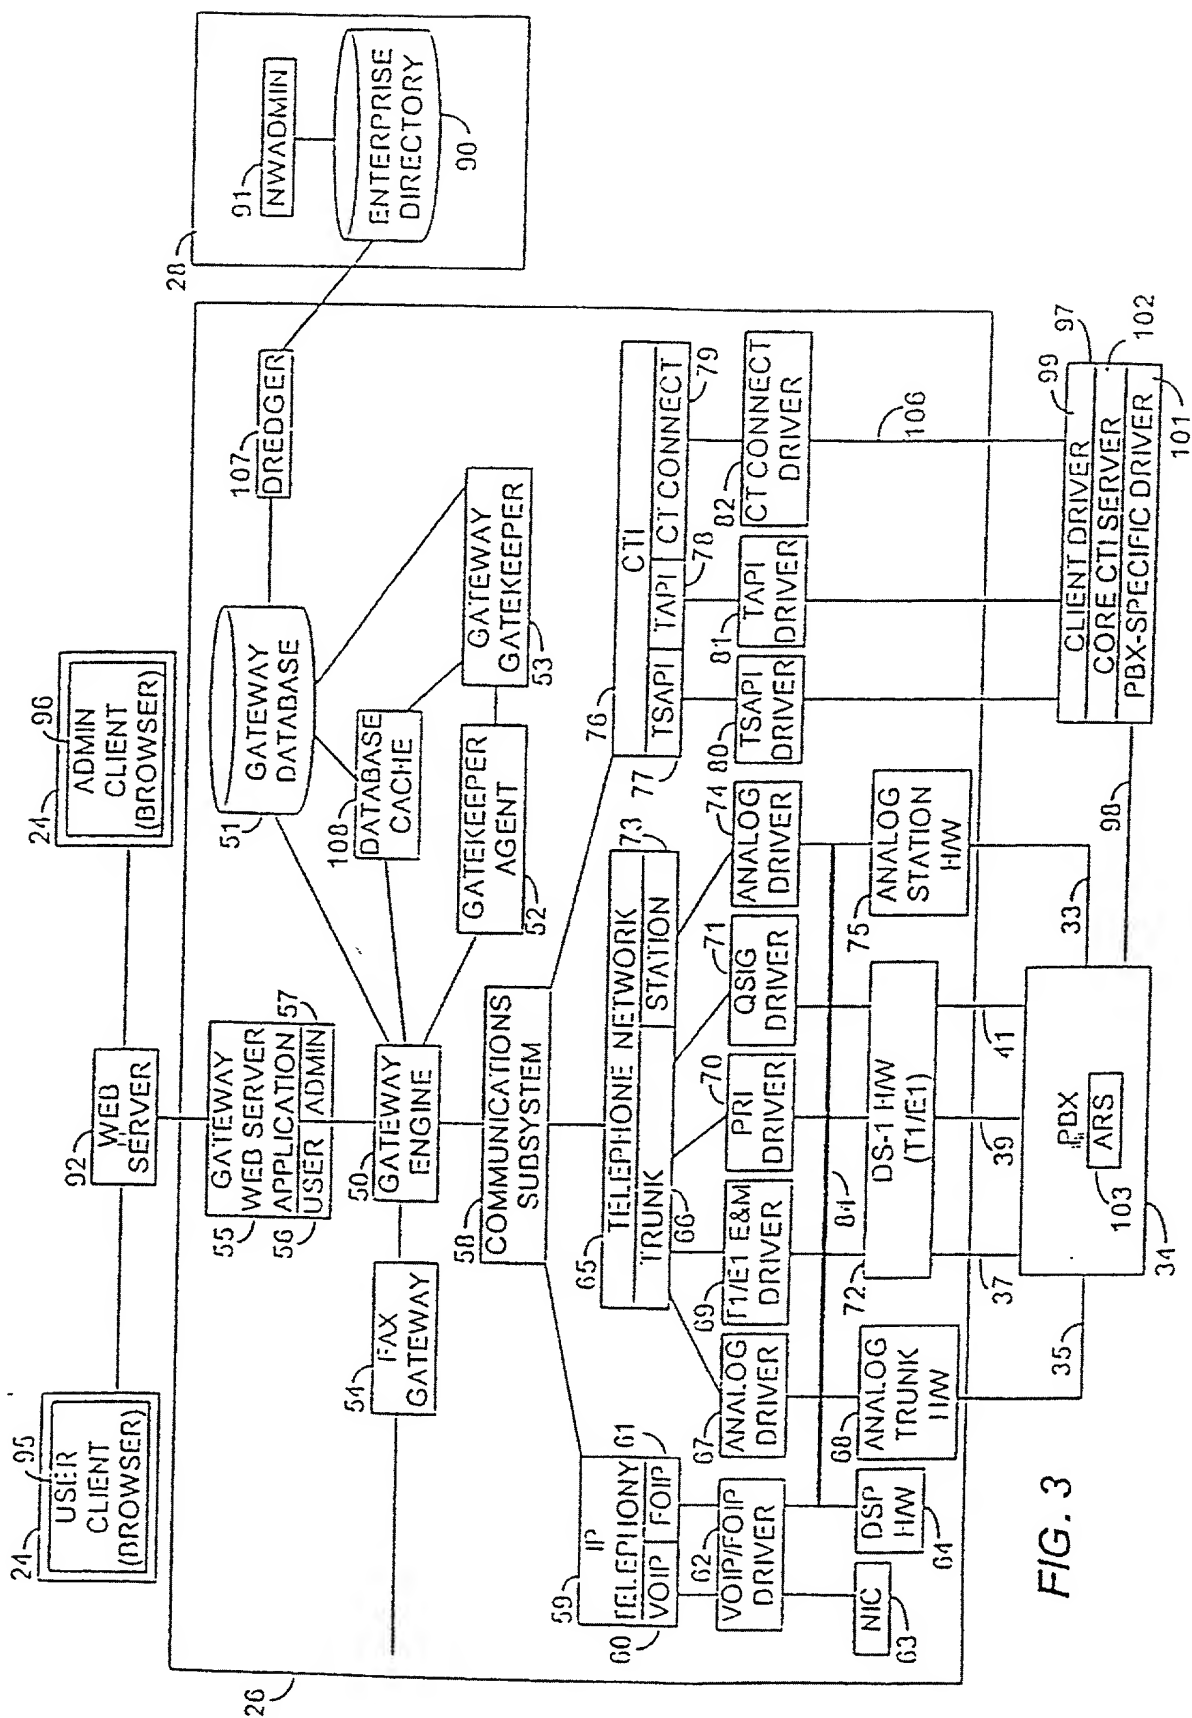 24
95
USER
CLIENT
(BROWSER)
92
WEB
SERVER
24
96
ADMIN
CLIENT
(BROWSER)
26
55
GATEWAY
WEB SERVER
APPLICATION
56
USER
ADMIN
57
51
GATEWAY
DATABASE
107
DREDGER
28
91
NWADMIN
ENTERPRISE
DIRECTORY
90
54
FAX
GATEWAY
50
GATEWAY
ENGINE
108
DATABASE
CACHE
GATEKEEPER
AGENT
52
GATEWAY
GATEKEEPER
53
58
COMMUNICATIONS
SUBSYSTEM
59
IP
TELEPHONY
VOIP
FOIP
60
61
65
TELEPHONE NETWORK
TRUNK
STATION
66
73
76
CTI
TSAPI
TAPI
CT CONNECT
77
78
79
62
VOIP/FOIP
DRIVER
67
ANALOG
DRIVER
69
T1/E1 E&M
DRIVER
70
PRI
DRIVER
71
QSIG
DRIVER
74
ANALOG
DRIVER
80
TSAPI
DRIVER
81
TAPI
DRIVER
82
CT CONNECT
DRIVER
84
NIC
63
DSP
H/W
64
68
ANALOG
TRUNK
H/W
72
DS-1 H/W
(T1/E1)
75
ANALOG
STATION
H/W
106
35
37
39
41
33
98
PBX
ARS
103
34
99
97
CLIENT DRIVER
CORE CTI SERVER
102
PBX-SPECIFIC DRIVER
101
FIG. 3